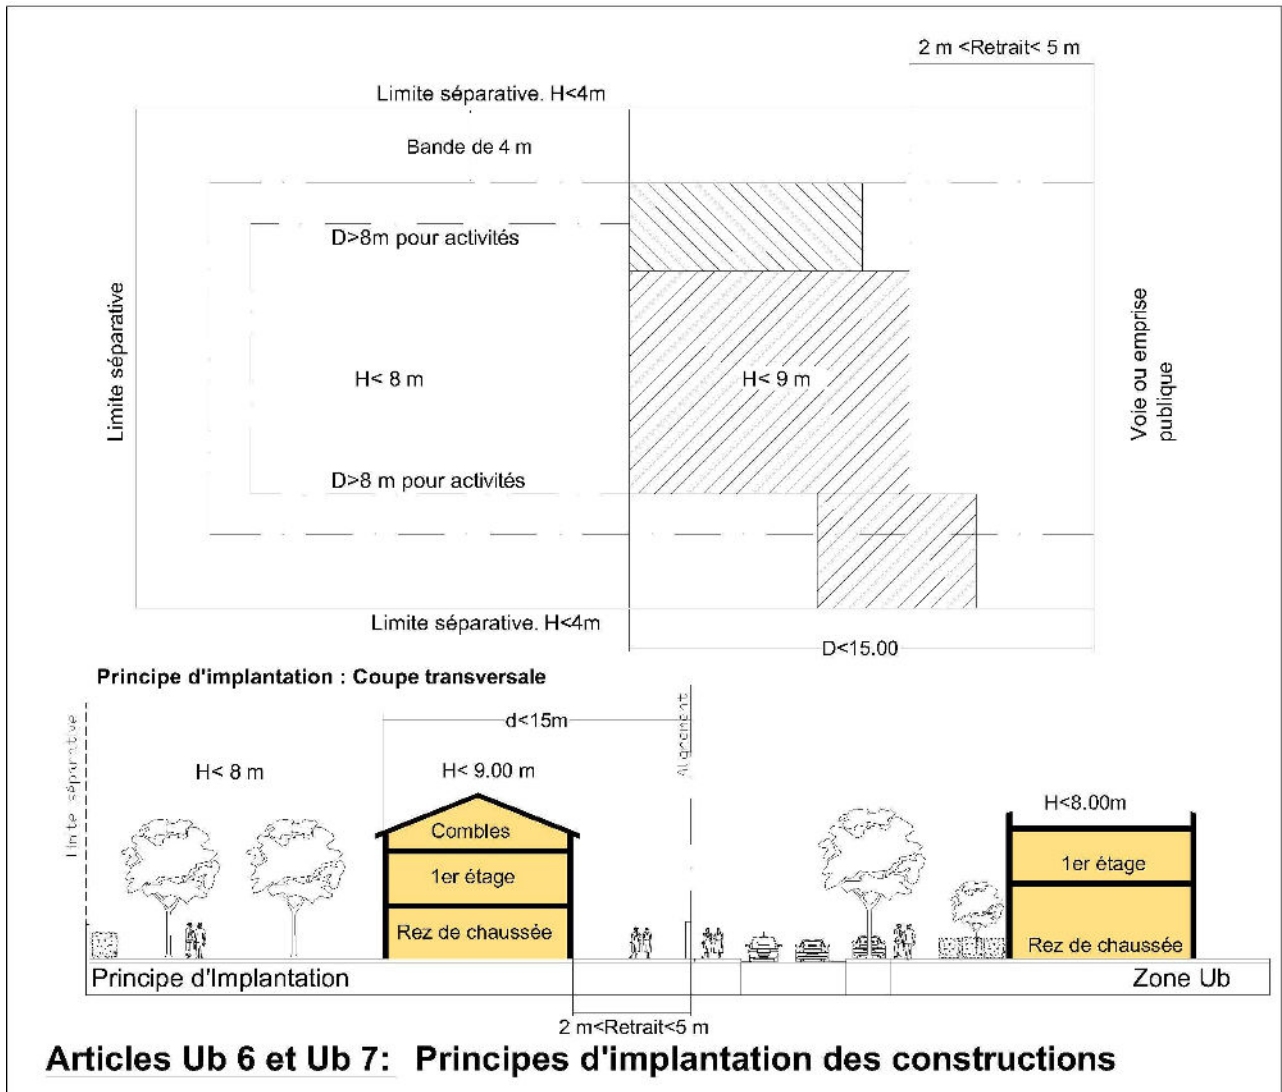 2 m <Retrait< 5 m
Limite séparative. H<4m
Bande de 4 m
D>8m pour activités
Limite séparative
H< 8 m
H< 9 m
Voie ou emprise
publique
D>8 m pour activités
Limite séparative. H<4m
D<15.00
Principe d'implantation : Coupe transversale
Limite séparative
d<15m
Alignement
H< 8 m
H< 9.00 m
H<8.00m
Combles
1er étage
1er étage
Rez de chaussée
Rez de chaussée
Principe d'Implantation
Zone Ub
2 m<Retrait<5 m
Articles Ub 6 et Ub 7: Principes d'implantation des constructions